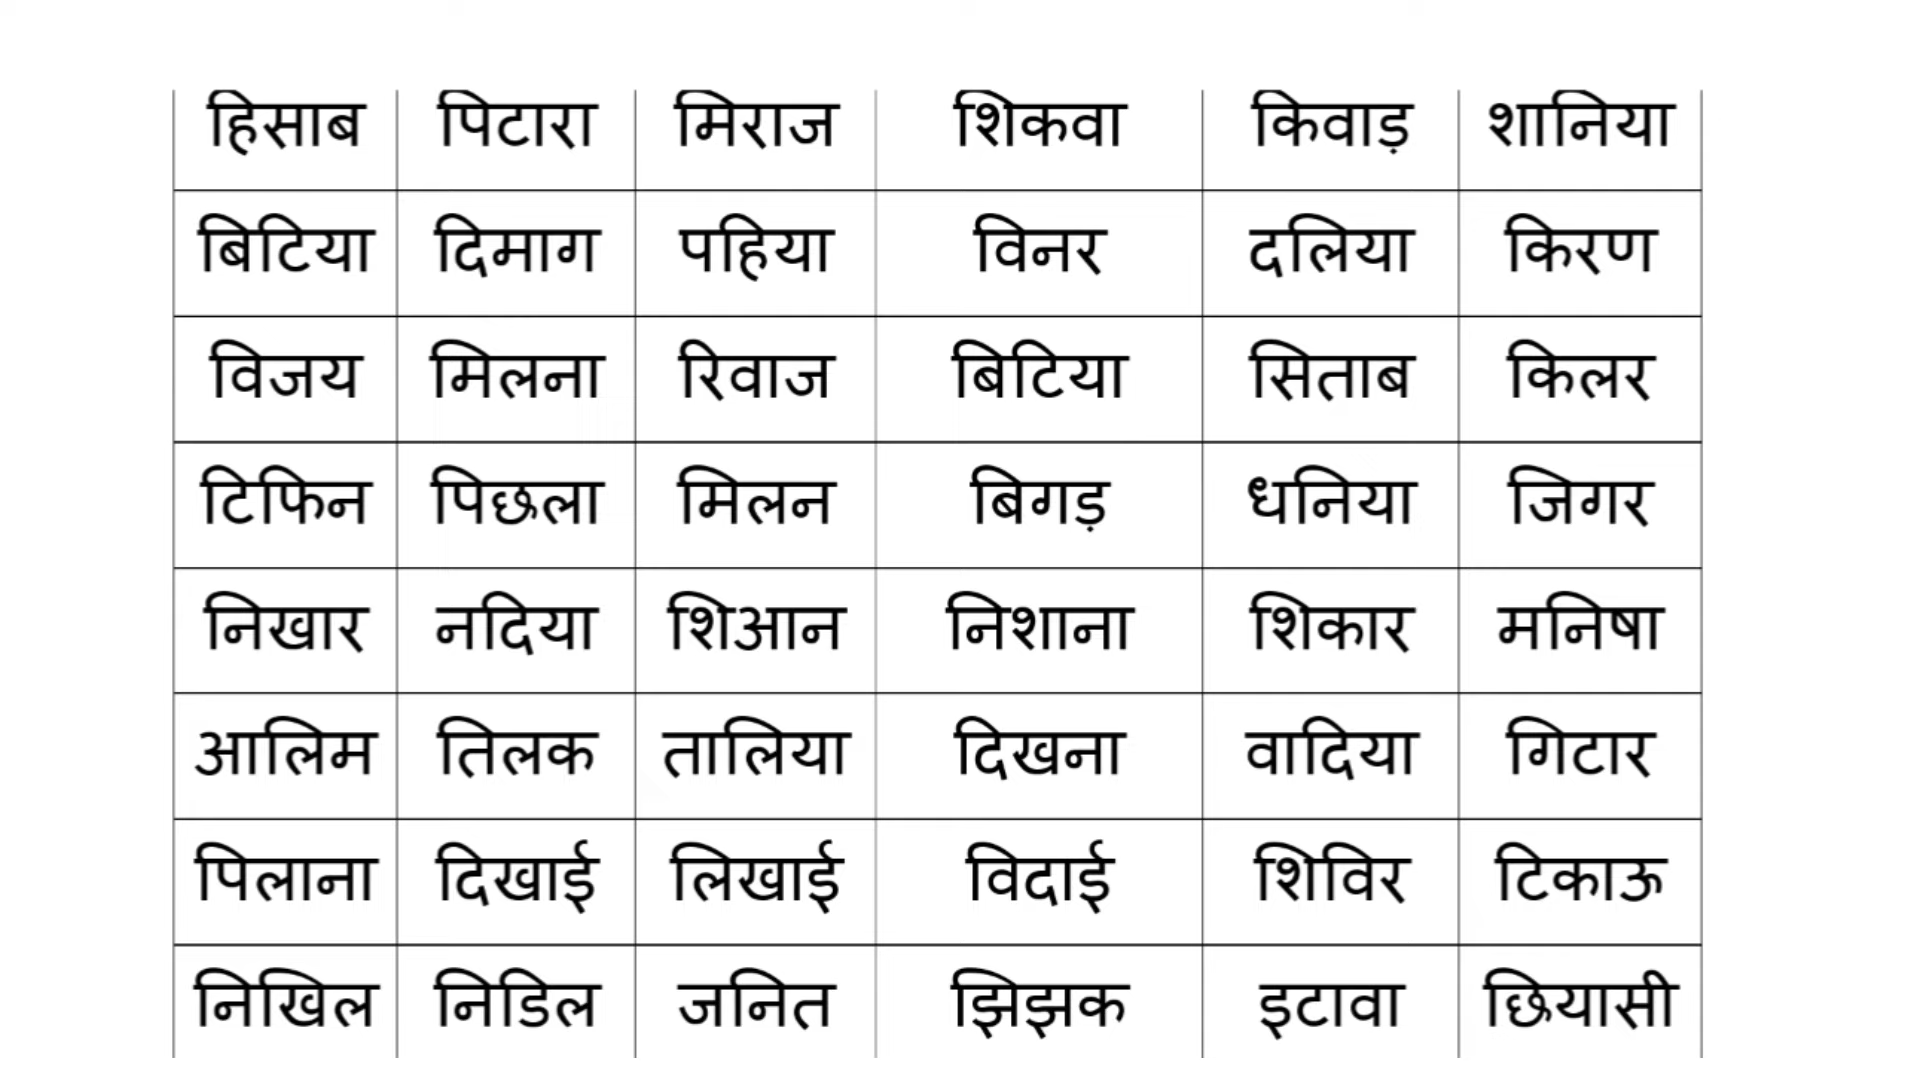 हिसाब पिटारा मिराज शिकवा किवाड़ शानिया
बिटिया दिमाग पहिया विनर दलिया किरण
विजय मिलना रिवाज बिटिया सिताब किलर
टिफिन पिछला मिलन बिगड़ धनिया जिगर
निखार नदिया शिआन निशाना शिकार मनिषा
आलिम तिलक तालिया दिखना वादिया गिटार
पिलाना दिखाई लिखाई विदाई शिविर टिकाऊ
निखिल निडिल जनित झिझक इटावा छियासी